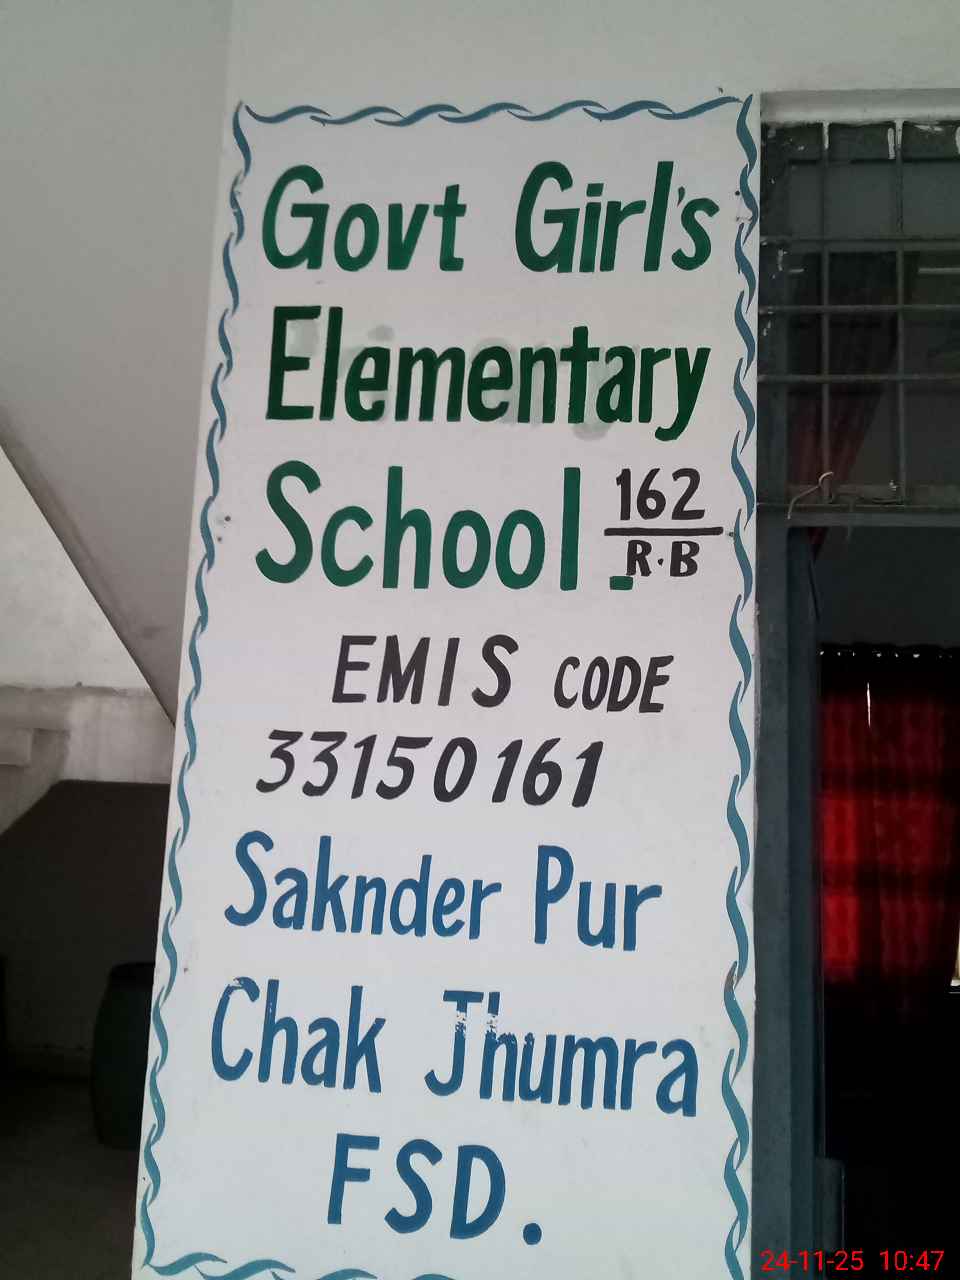 Govt Girl's
Elementary
School. 162
R.B
EMIS CODE
33150161
Saknder Pur
Chak Jhumra
FSD.
24-11-25 10:47